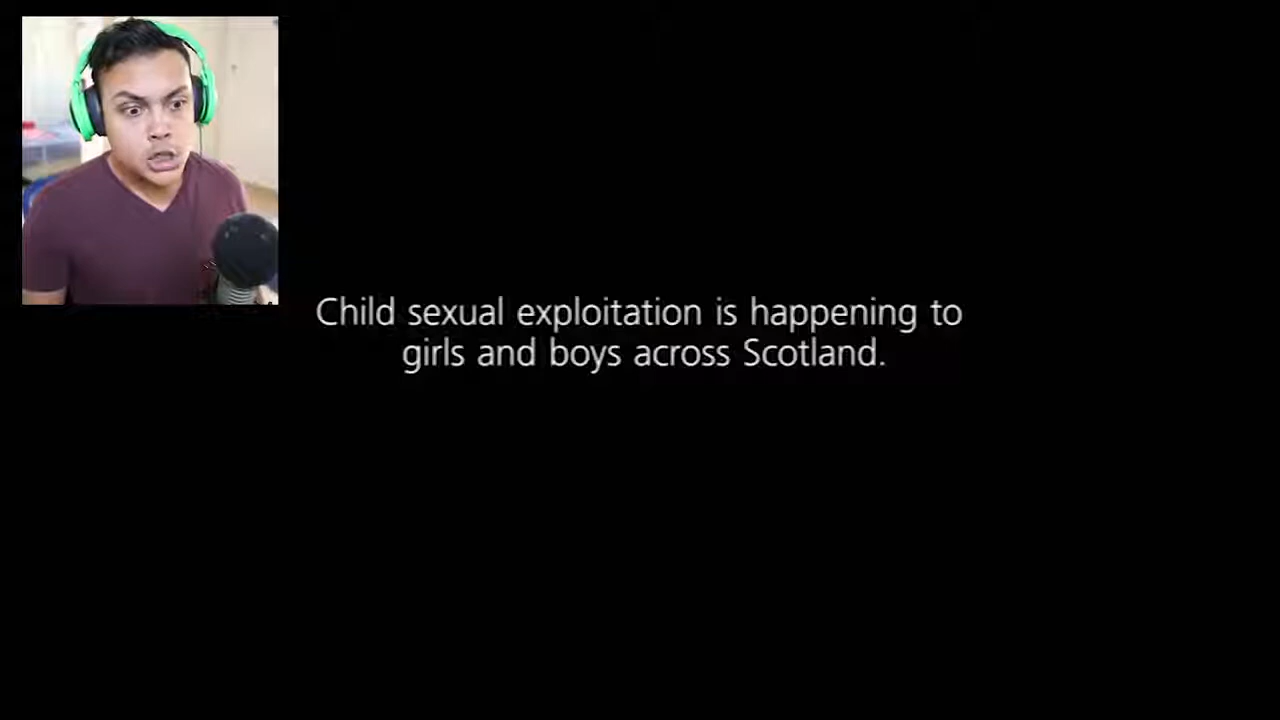 Child sexual exploitation is happening to
girls and boys across Scotland.